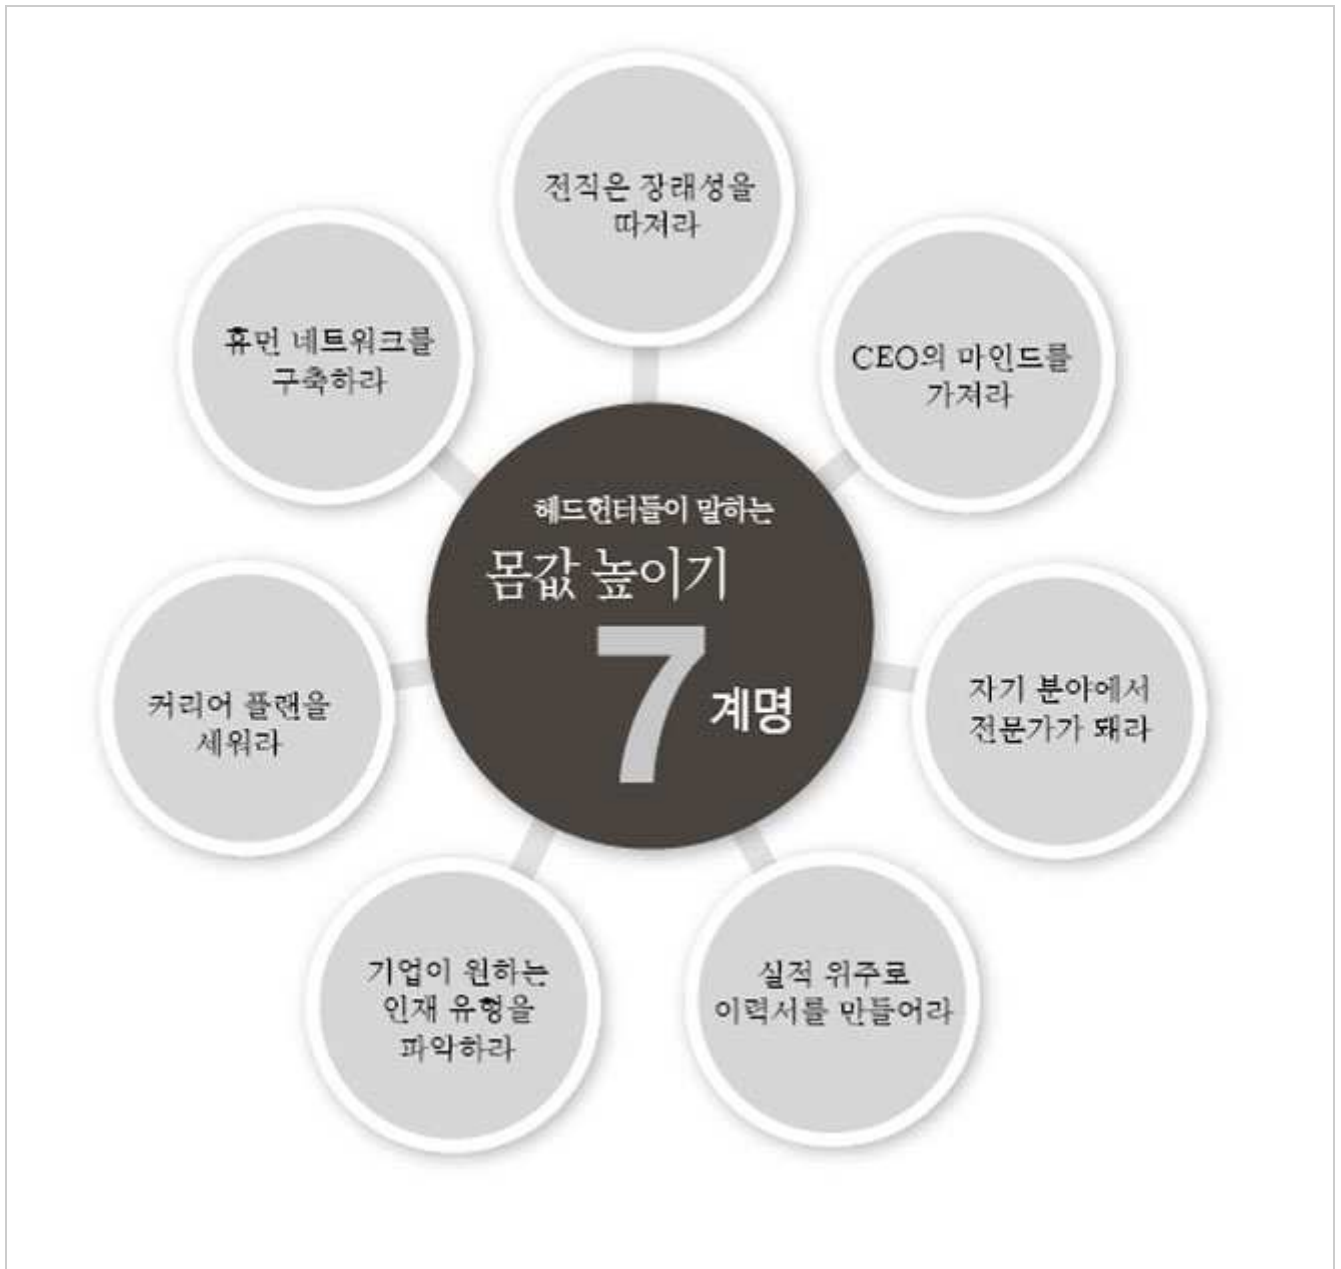 전직은 장래성을
따져라
휴먼 네트워크를
구축하라
CEO의 마인드를
가져라
헤드헌터들이 말하는
몸값 높이기
7 계명
커리어 플랜을
세워라
자기 분야에서
전문가가 돼라
기업이 원하는
인재 유형을
파악하라
실적 위주로
이력서를 만들어라